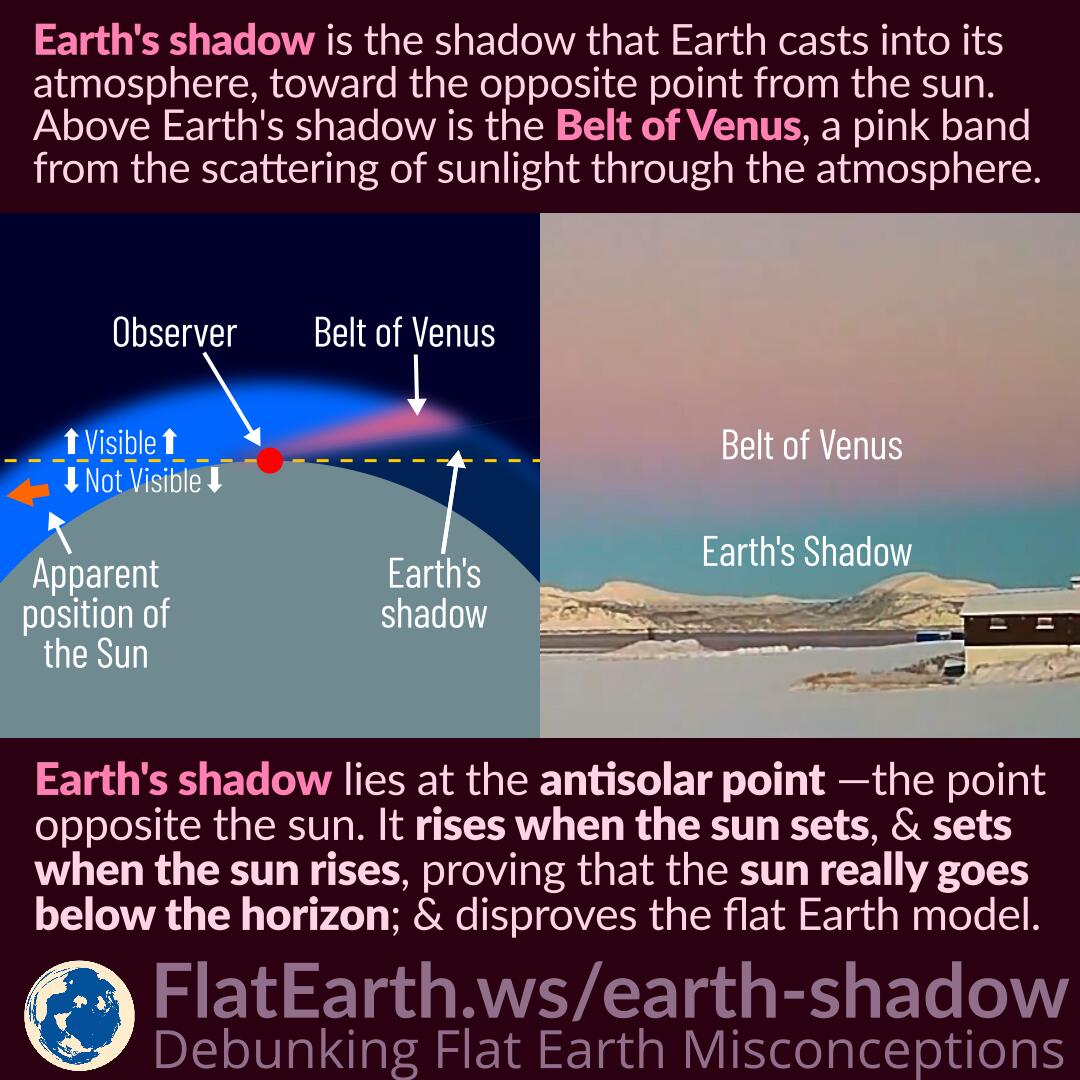 Earth's shadow is the shadow that Earth casts into its
atmosphere, toward the opposite point from the sun.
Above Earth's shadow is the Belt of Venus, a pink band
from the scattering of sunlight through the atmosphere.
Observer
Belt of Venus
⬆ Visible ⬆
⬇ Not Visible ⬇
Apparent
position of
the Sun
Earth's
shadow
Belt of Venus
Earth's Shadow
Earth's shadow lies at the antisolar point —the point
opposite the sun. It rises when the sun sets, & sets
when the sun rises, proving that the sun really goes
below the horizon; & disproves the flat Earth model.
FlatEarth.ws/earth-shadow
Debunking Flat Earth Misconceptions